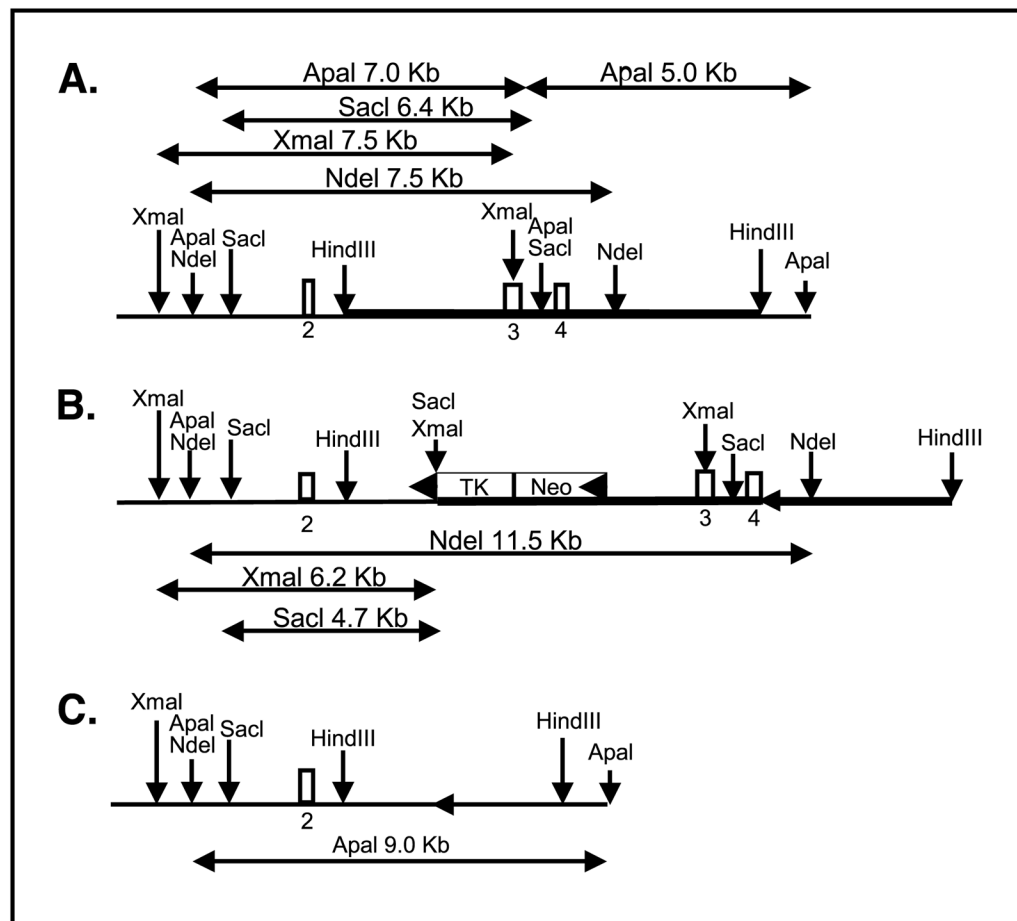 A.
ApaI 7.0 Kb
ApaI 5.0 Kb
SacI 6.4 Kb
XmaI 7.5 Kb
NdeI 7.5 Kb
XmaI
ApaI
NdeI
SacI
HindIII
XmaI
ApaI
SacI
NdeI
HindIII
ApaI
2
3
4
B.
XmaI
ApaI
NdeI
SacI
HindIII
SacI
XmaI
TK
Neo
XmaI
SacI
NdeI
HindIII
2
3
4
NdeI 11.5 Kb
XmaI 6.2 Kb
SacI 4.7 Kb
C.
XmaI
ApaI
NdeI
SacI
HindIII
HindIII
ApaI
2
ApaI 9.0 Kb